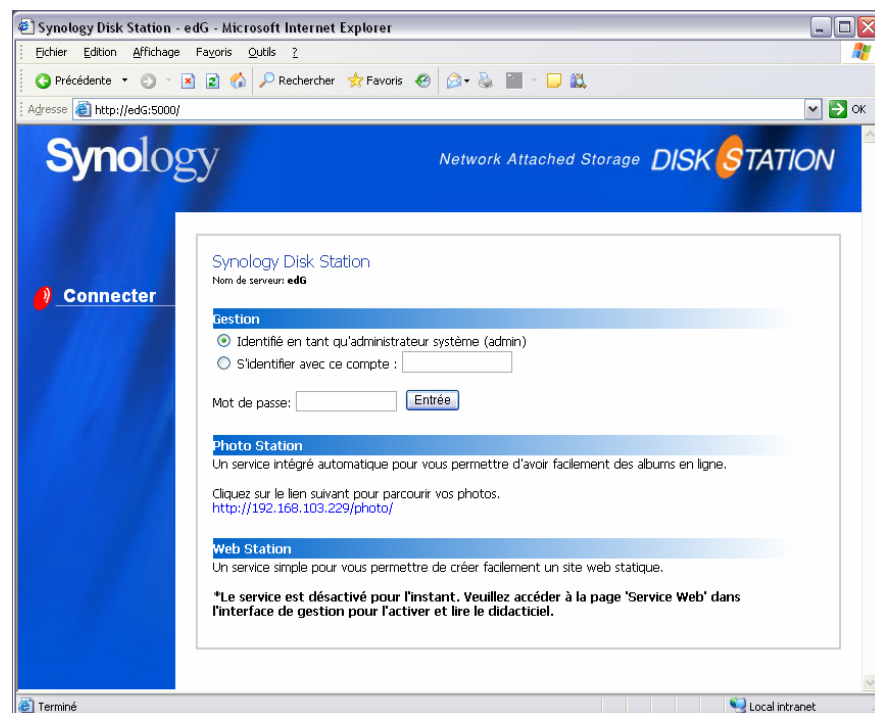 Synology Disk Station - edG - Microsoft Internet Explorer
Fichier Edition Affichage Favoris Outils ?
Précédente Rechercher Favoris
Adresse http://edG:5000/ OK
Synology Network Attached Storage DISK STATION
Synology Disk Station
Nom de serveur: edG
Connecter
Gestion
Identifié en tant qu'administrateur système (admin)
S'identifier avec ce compte :
Mot de passe: Entrée
Photo Station
Un service intégré automatique pour vous permettre d'avoir facilement des albums en ligne.
Cliquez sur le lien suivant pour parcourir vos photos.
http://192.168.103.229/photo/
Web Station
Un service simple pour vous permettre de créer facilement un site web statique.
*Le service est désactivé pour l'instant. Veuillez accéder à la page 'Service Web' dans
l'interface de gestion pour l'activer et lire le didacticiel.
Terminé Local intranet